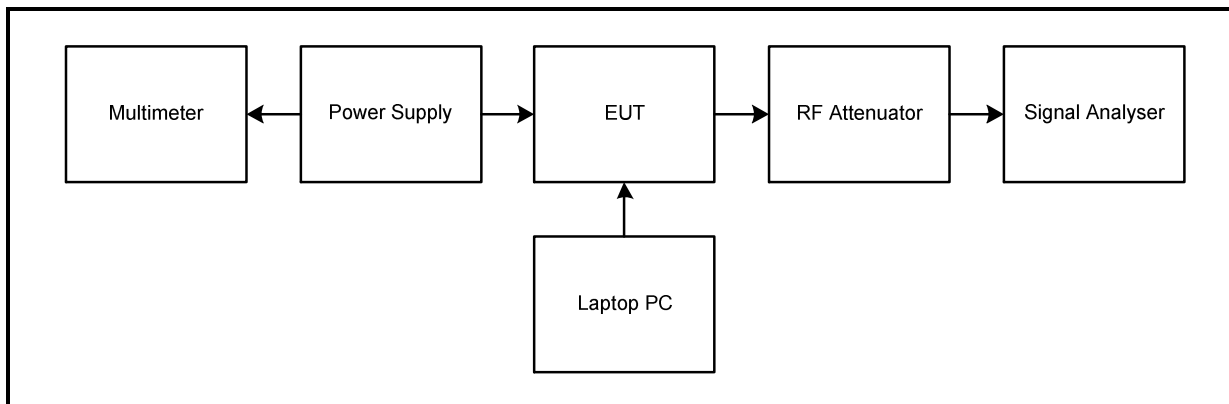 Multimeter
Power Supply
EUT
RF Attenuator
Signal Analyser
Laptop PC